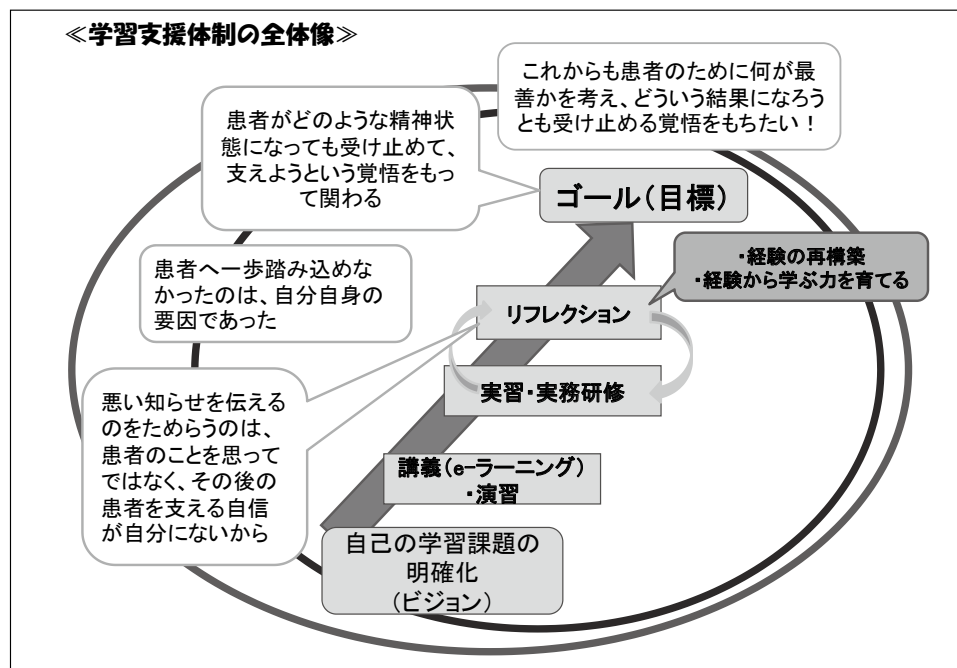 ≪学習支援体制の全体像≫
これからも患者のために何が最
善かを考え、どういう結果になろう
とも受け止める覚悟をもちたい！
患者がどのような精神状
態になっても受け止めて、
支えようという覚悟をもっ
て関わる
ゴール（目標）
・経験の再構築
・経験から学ぶ力を育てる
患者へ一歩踏み込めな
かったのは、自分自身の
要因であった
リフレクション
実習・実務研修
悪い知らせを伝える
のをためらうのは、
患者のことを思って
ではなく、その後の
患者を支える自信
が自分にないから
講義（e-ラーニング）
・演習
自己の学習課題の
明確化
（ビジョン）